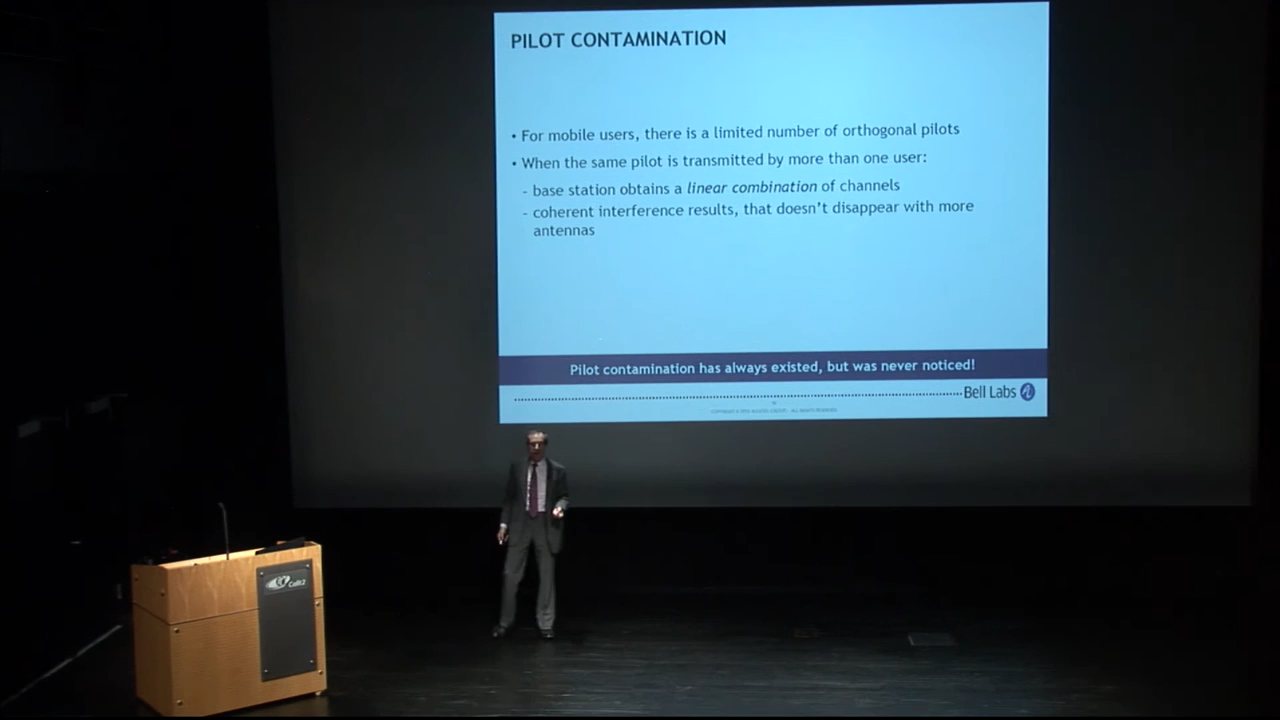 PILOT CONTAMINATION
• For mobile users, there is a limited number of orthogonal pilots
• When the same pilot is transmitted by more than one user:
- base station obtains a linear combination of channels
- coherent interference results, that doesn't disappear with more
antennas
Pilot contamination has always existed, but was never noticed!
Bell Labs
Calit2